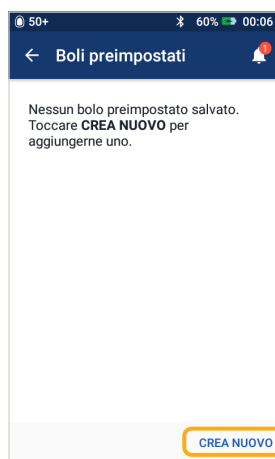 50+ 60% 00:06
Boli preimpostati 1
Nessun bolo preimpostato salvato.
Toccare CREA NUOVO per
aggiungerne uno.
CREA NUOVO